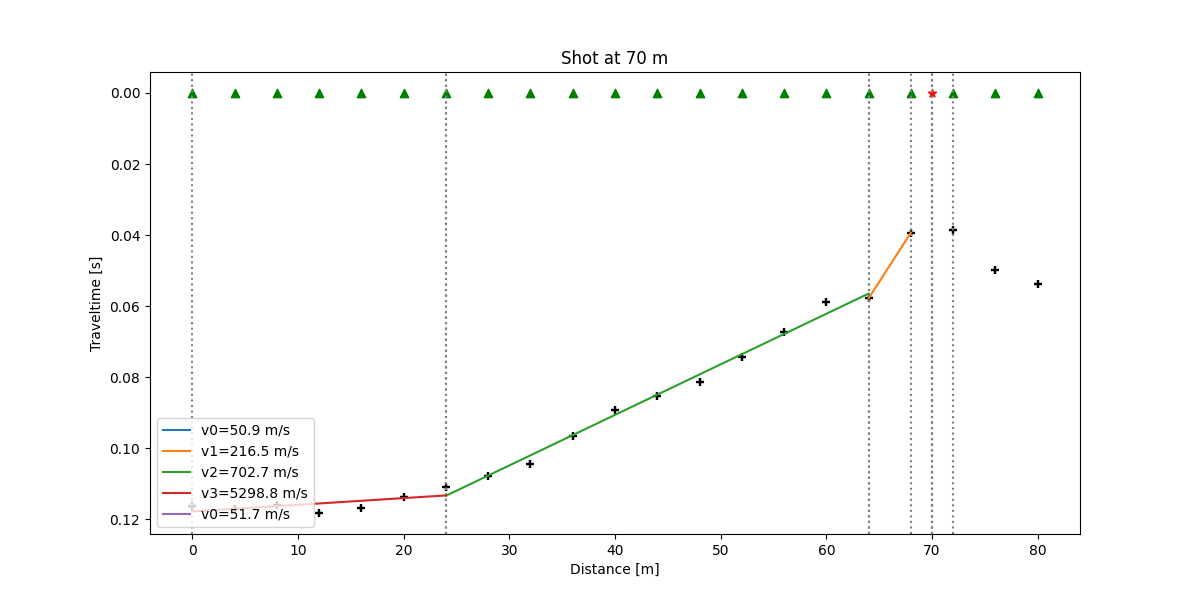 Shot at 70 m
0.00
0.02
0.04
0.06
0.08
0.10
0.12
Traveltime [s]
v0=50.9 m/s
v1=216.5 m/s
v2=702.7 m/s
v3=5298.8 m/s
v0=51.7 m/s
0 10 20 30 40 50 60 70 80
Distance [m]